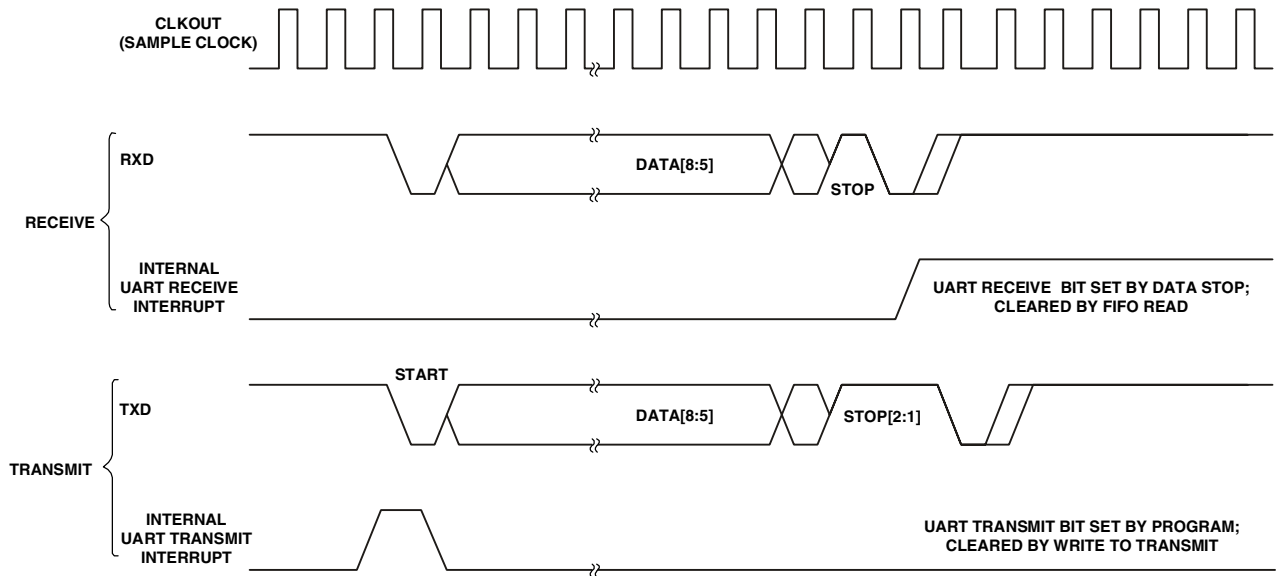 CLKOUT
(SAMPLE CLOCK)
RECEIVE
RXD
DATA[8:5]
STOP
INTERNAL
UART RECEIVE
INTERRUPT
UART RECEIVE BIT SET BY DATA STOP;
CLEARED BY FIFO READ
TRANSMIT
TXD
START
DATA[8:5]
STOP[2:1]
INTERNAL
UART TRANSMIT
INTERRUPT
UART TRANSMIT BIT SET BY PROGRAM;
CLEARED BY WRITE TO TRANSMIT